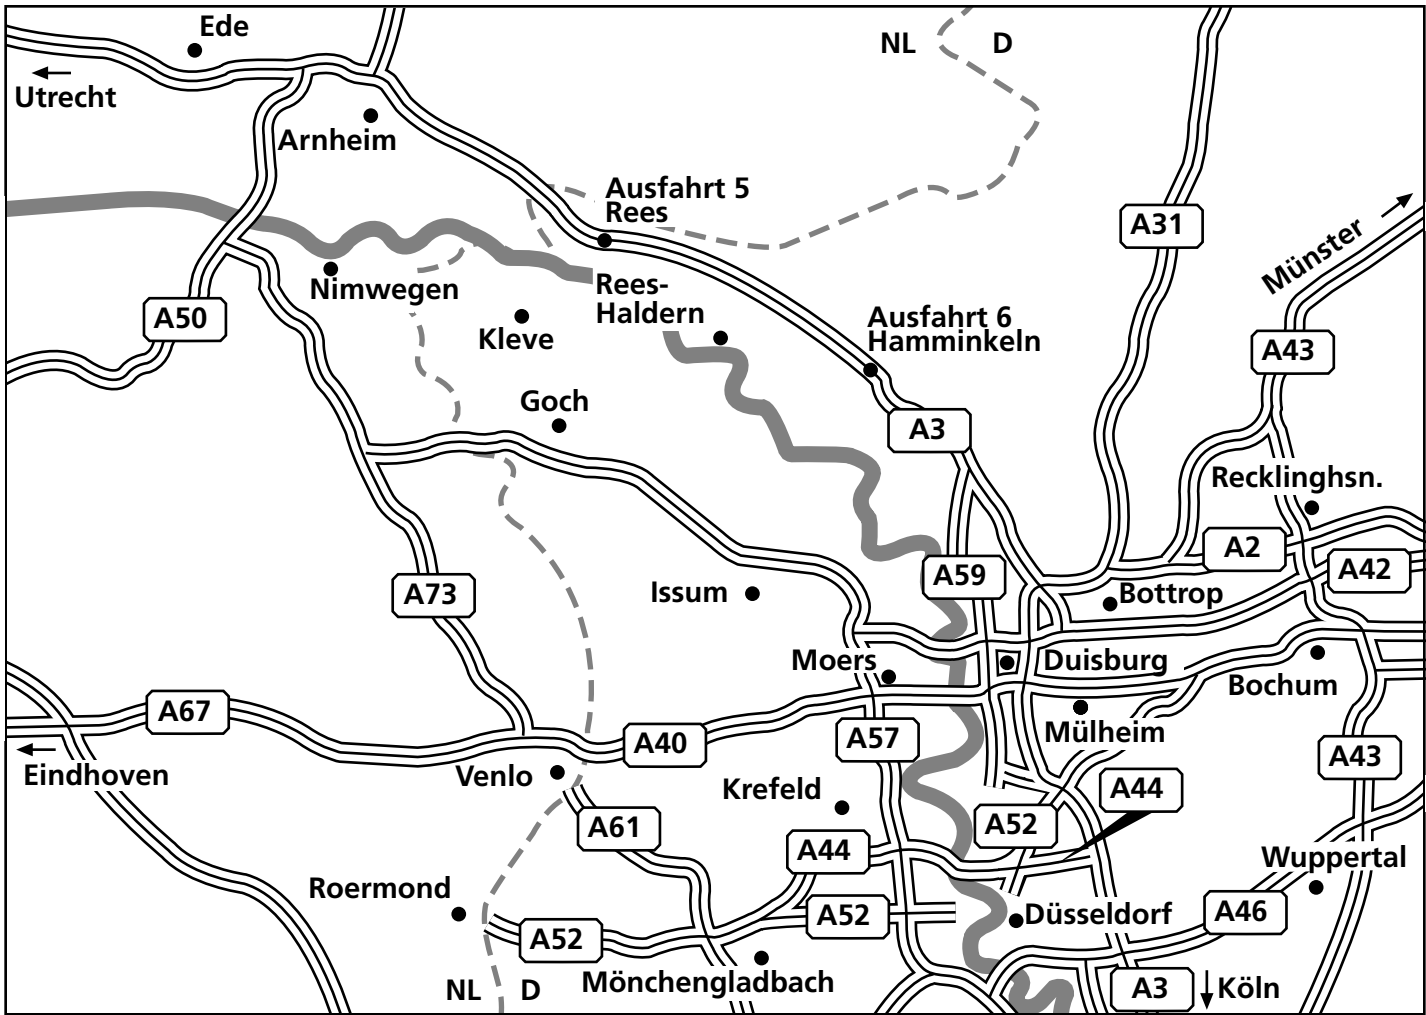 Ede
NL
D
Utrecht
Arnheim
Ausfahrt 5
Rees
A31
Münster
Nimwegen
Rees-
Haldern
A50
Kleve
Ausfahrt 6
Hamminkeln
A43
Goch
A3
Recklinghsn.
A2
A42
A59
A73
Issum
Bottrop
Moers
Duisburg
Bochum
A67
A40
A57
Mülheim
A43
Eindhoven
Venlo
Krefeld
A44
A61
A52
A44
Wuppertal
Roermond
A52
A52
Düsseldorf
A46
Mönchengladbach
NL
D
A3
Köln